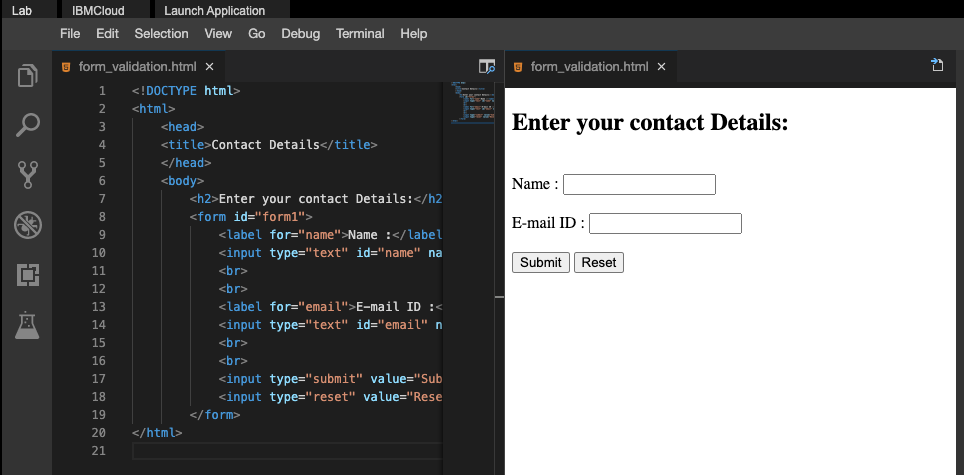 Lab IBMCloud Launch Application
File Edit Selection View Go Debug Terminal Help
form_validation.html ×
1 <!DOCTYPE html>
2 <html>
3 <head>
4 <title>Contact Details</title>
5 </head>
6 <body>
7 <h2>Enter your contact Details:</h2
8 <form id="form1">
9 <label for="name">Name :</label
10 <input type="text" id="name" na
11 <br>
12 <br>
13 <label for="email">E-mail ID :<
14 <input type="text" id="email" n
15 <br>
16 <br>
17 <input type="submit" value="Sub
18 <input type="reset" value="Rese
19 </form>
20 </html>
21
form_validation.html ×
Enter your contact Details:
Name :
E-mail ID :
Submit Reset